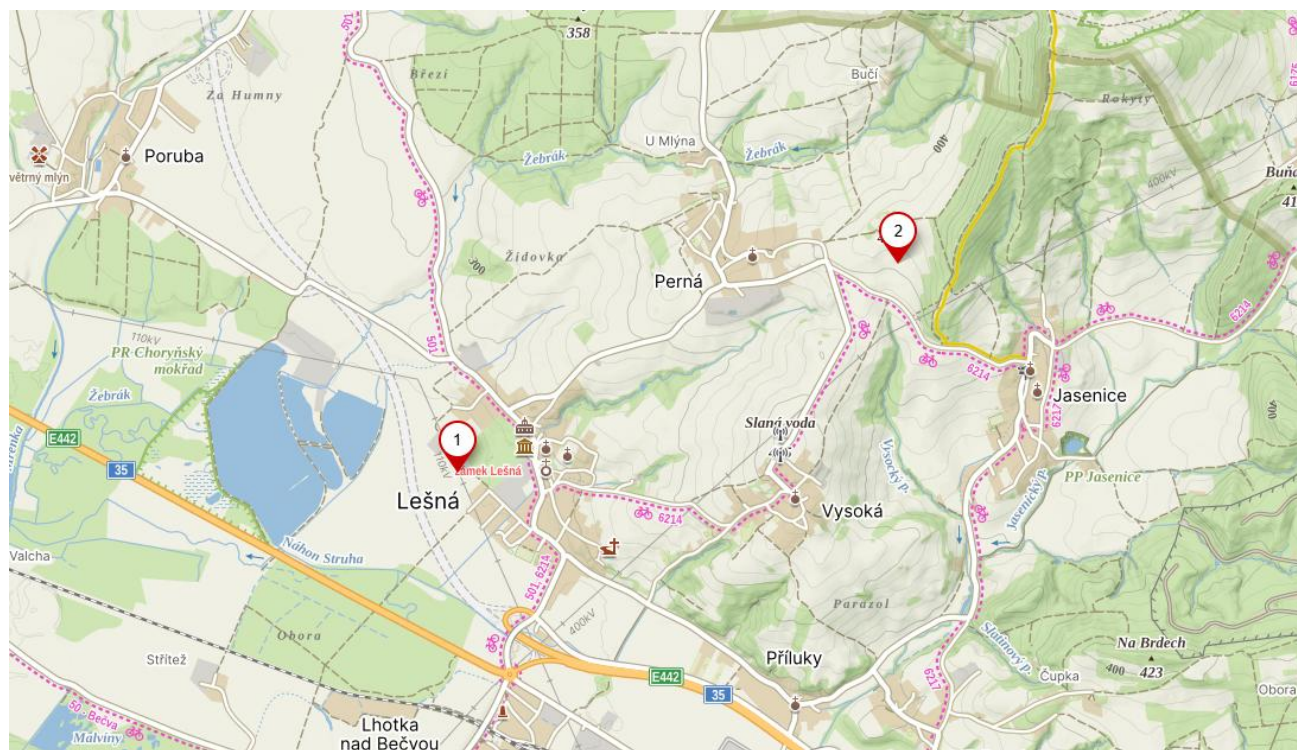 501
358
Březí
Bučí
Za Humny
Rokyty
6175
U Mlýna
400
Poruba
Žebrák
Žebrák
větrný mlýn
400kV
Buňa
41
2
300
Židovka
Perná
6214
110kV
501
PR Choryňský
mokřad
6214
Žebrák
Jasenice
6217
400
Slaná voda
E442
1
110kV
Zámek Lešná
Vysocký p.
35
PP Jasenice
Lešná
Jasenický p.
Vysoká
6214
Náhon Struha
Valcha
501, 6214
400kV
Parazol
Obora
Slatinový p.
Na Brdech
Střítež
Příluky
400
423
Čupka
E442
6217
Obora
35
50 - Bečva
Lhotka
nad Bečvou
Malviny